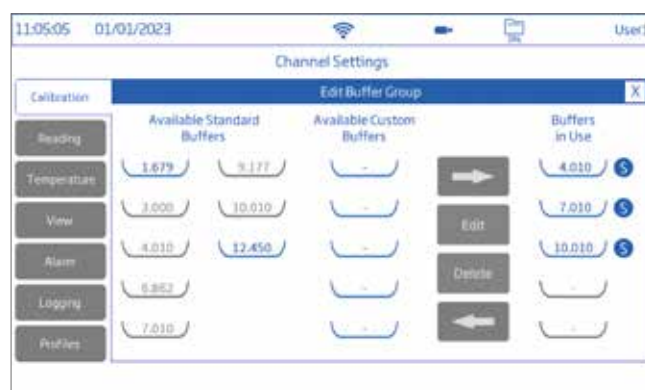 11:05:05 01/01/2023 User1
Channel Settings
Calibration
Edit Buffer Group X
Reading
Temperature
View
Alarm
Logging
Profiles
Available Standard
Buffers
1.679 9.177
3.000 10.010
4.010 12.450
6.862
7.010
Available Custom
Buffers
-
-
-
-
-
Edit
Delete
Buffers
in Use
4.010 S
7.010 S
10.010 S
-
-